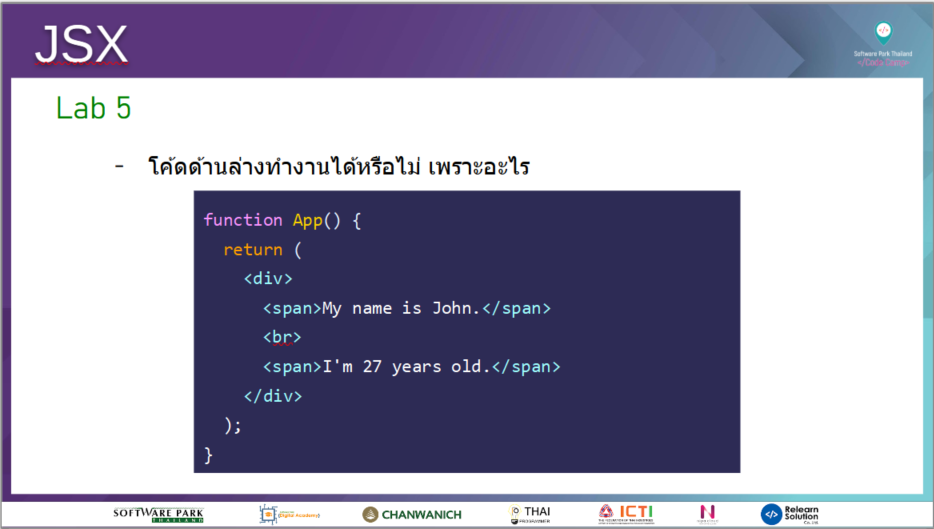 JSX
Software Park Thailand
</Code Camp>
Lab 5
- โค้ดด้านล่างทำงานได้หรือไม่ เพราะอะไร
function App() {
return (
<div>
<span>My name is John.</span>
<br>
<span>I'm 27 years old.</span>
</div>
);
}
SOFTWARE PARK
THAILAND
CHANWANICH
THAI
PROGRAMMER
ICTI
N
</> Relearn
Solution
Co.,Ltd